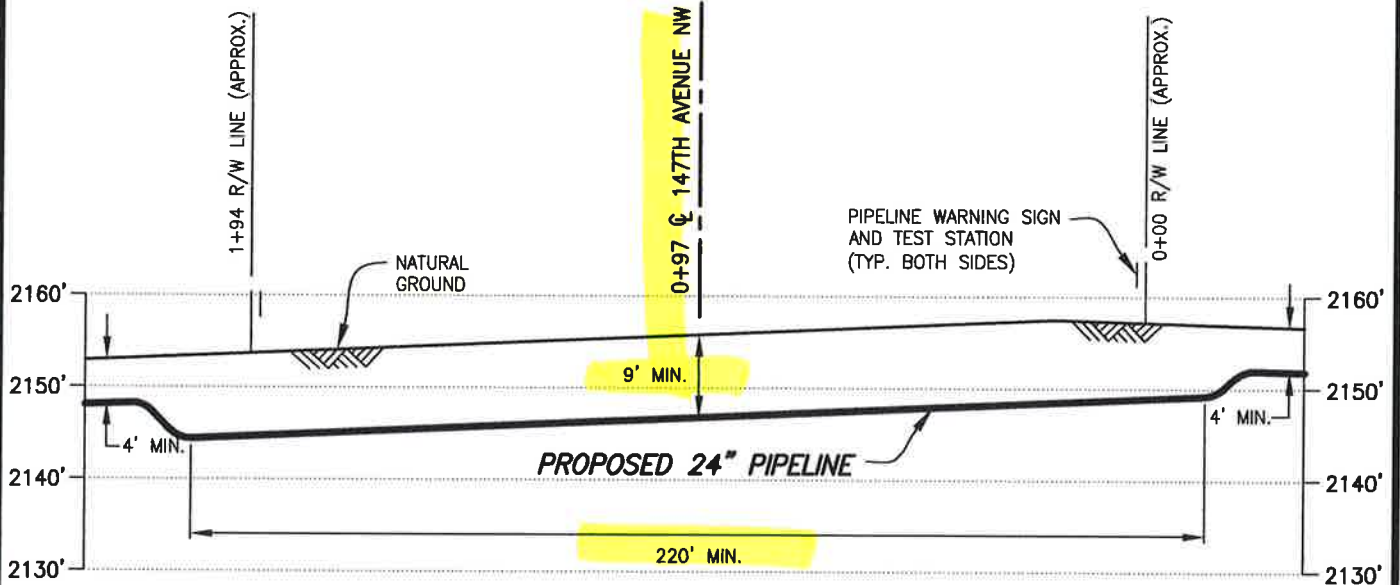 1+94 R/W LINE (APPROX.)
0+97 ℄ 147TH AVENUE NW
0+00 R/W LINE (APPROX.)
PIPELINE WARNING SIGN
AND TEST STATION
(TYP. BOTH SIDES)
NATURAL
GROUND
2160'
2160'
2150'
9' MIN.
2150'
4' MIN.
4' MIN.
PROPOSED 24" PIPELINE
2140'
2140'
220' MIN.
2130'
2130'